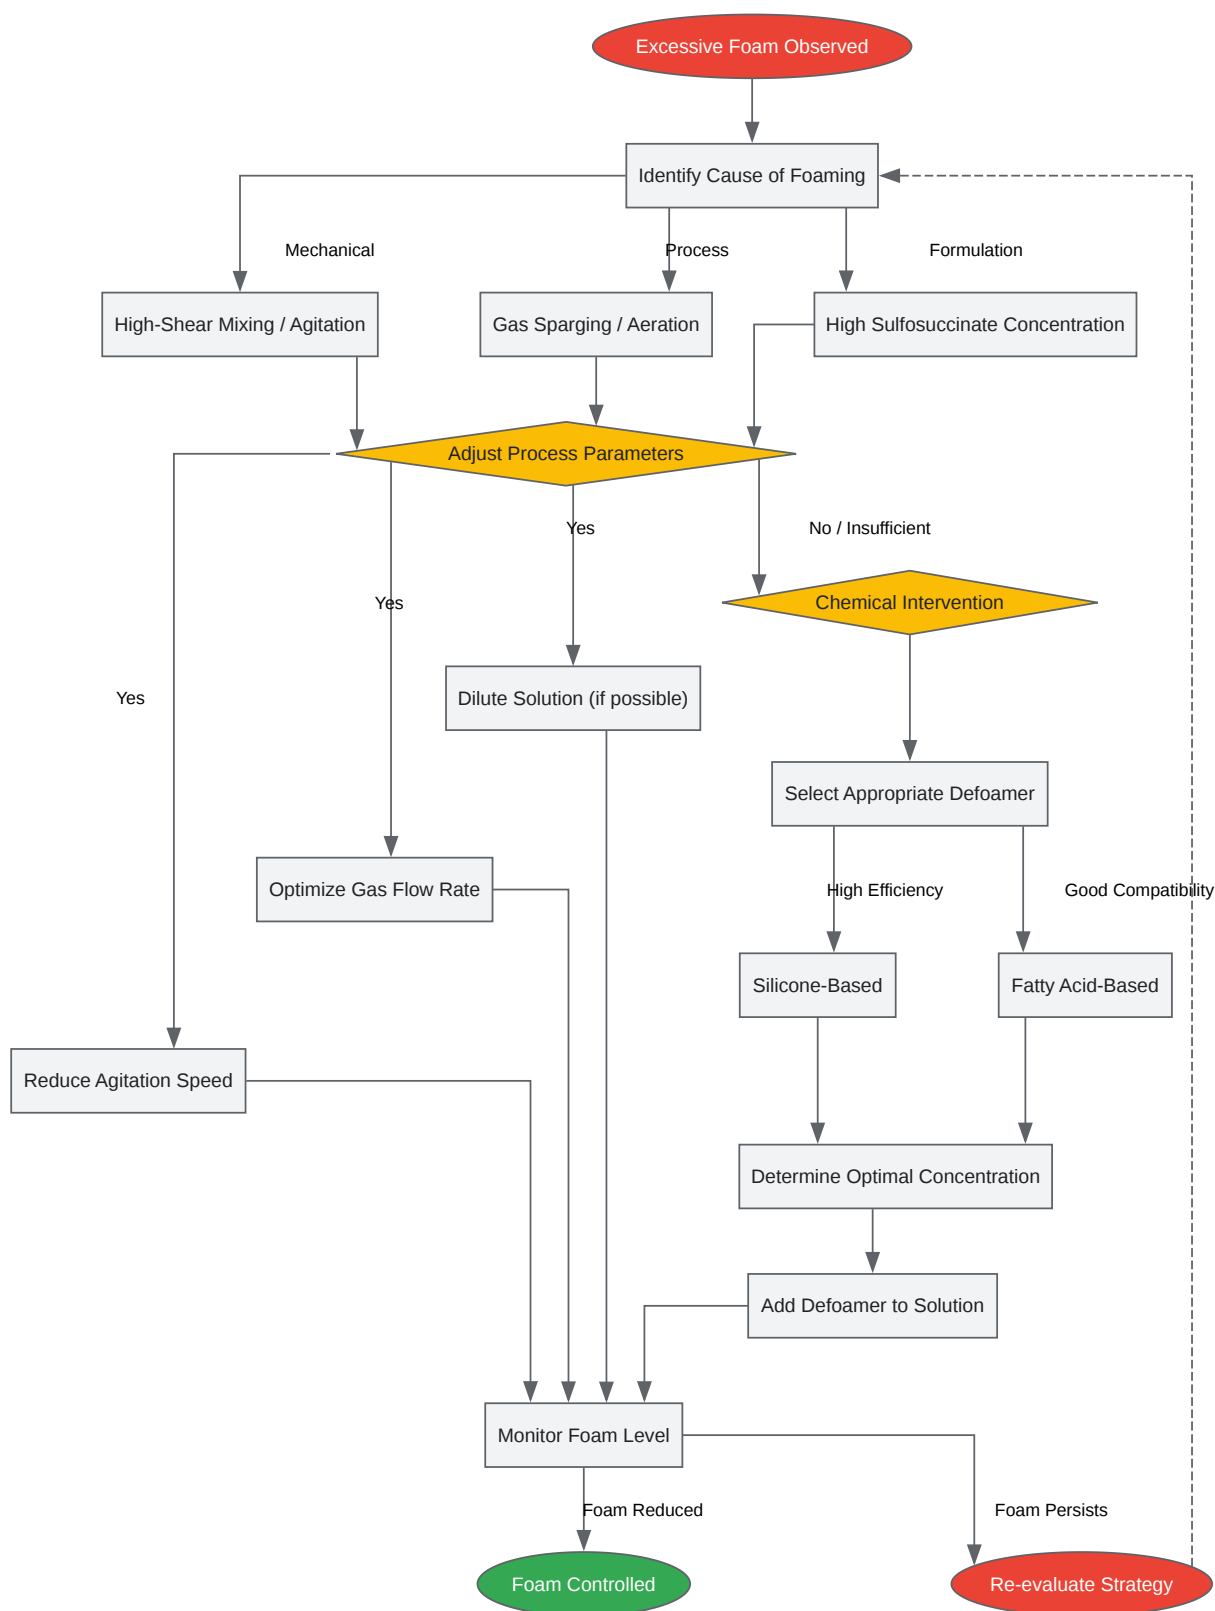 Excessive Foam Observed
Identify Cause of Foaming
Mechanical
Process
Formulation
High-Shear Mixing / Agitation
Gas Sparging / Aeration
High Sulfosuccinate Concentration
Adjust Process Parameters
Yes
No / Insufficient
Yes
Chemical Intervention
Yes
Dilute Solution (if possible)
Select Appropriate Defoamer
Optimize Gas Flow Rate
High Efficiency
Good Compatibility
Silicone-Based
Fatty Acid-Based
Reduce Agitation Speed
Determine Optimal Concentration
Add Defoamer to Solution
Monitor Foam Level
Foam Reduced
Foam Persists
Foam Controlled
Re-evaluate Strategy